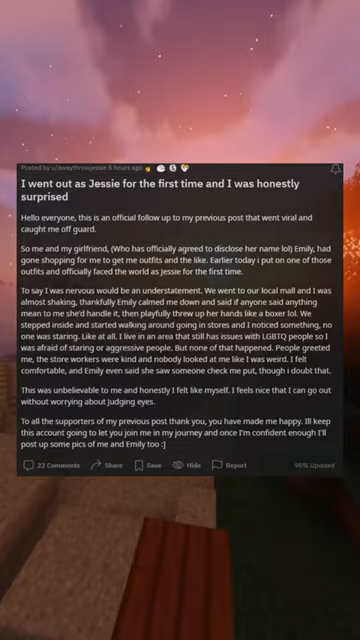 Posted by u/awaythrowjessie 5 hours ago
I went out as Jessie for the first time and I was honestly
surprised
Hello everyone, this is an official follow up to my previous post that went viral and
caught me off guard.
So me and my girlfriend, (Who has officially agreed to disclose her name lol) Emily, had
gone shopping for me to get me outfits and the like. Earlier today i put on one of those
outfits and officially faced the world as Jessie for the first time.
To say I was nervous would be an understatement. We went to our local mall and I was
almost shaking, thankfully Emily calmed me down and said if anyone said anything
mean to me she'd handle it, then playfully threw up her hands like a boxer lol. We
stepped inside and started walking around going in stores and I noticed something, no
one was staring. Like at all. I live in an area that still has issues with LGBTQ people so I
was afraid of staring or aggressive people. But none of that happened. People greeted
me, the store workers were kind and nobody looked at me like I was weird. I felt
comfortable, and Emily even said she saw someone check me put, though i doubt that.
This was unbelievable to me and honestly I felt like myself. I feels nice that I can go out
without worrying about judging eyes.
To all the supporters of my previous post thank you, you have made me happy. Ill keep
this account going to let you join me in my journey and once I'm confident enough I'll
post up some pics of me and Emily too :]
22 Comments Share Save Hide Report 96% Upvoted